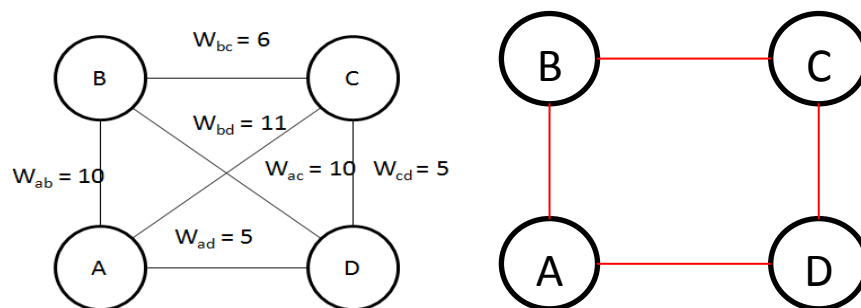 W_bc = 6
B
C
W_bd = 11
W_ab = 10
W_ac = 10
W_cd = 5
W_ad = 5
A
D
B
C
A
D